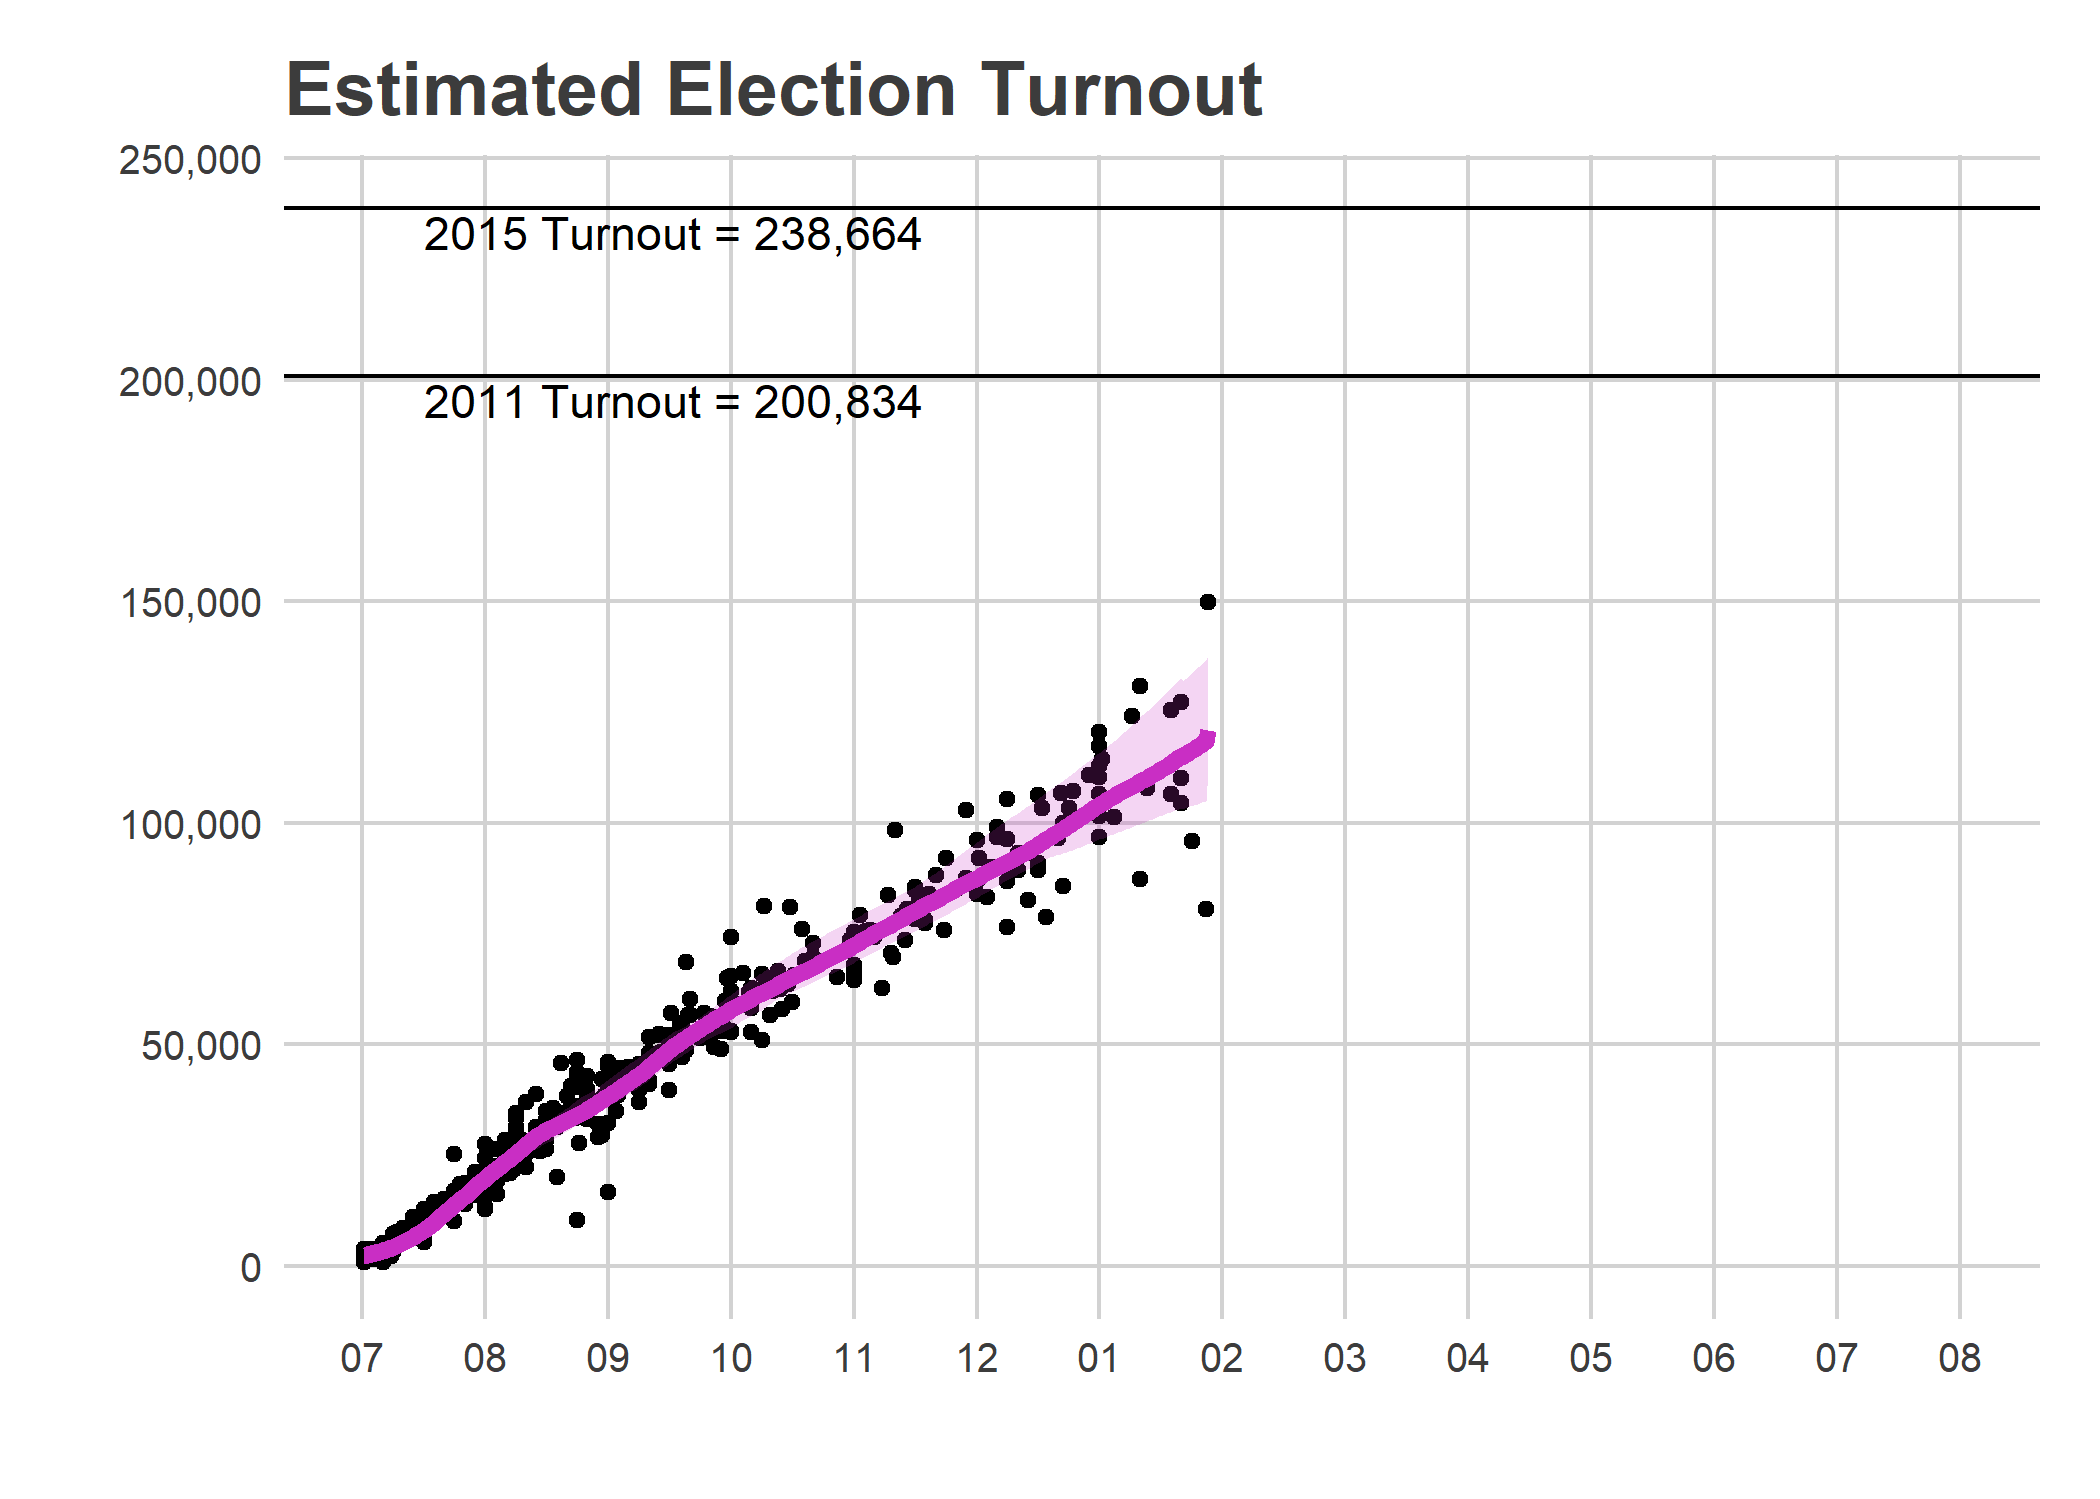 Estimated Election Turnout
250,000
2015 Turnout = 238,664
200,000
2011 Turnout = 200,834
150,000
100,000
50,000
0
07 08 09 10 11 12 01 02 03 04 05 06 07 08